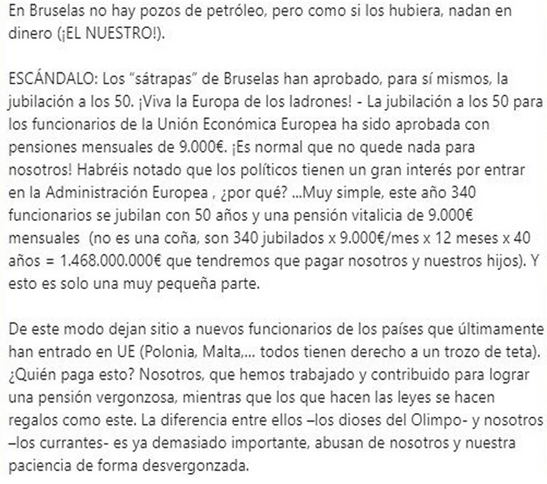 En Bruselas no hay pozos de petróleo, pero como si los hubiera, nadan en
dinero (¡EL NUESTRO!).
ESCÁNDALO: Los “sátrapas” de Bruselas han aprobado, para sí mismos, la
jubilación a los 50. ¡Viva la Europa de los ladrones! - La jubilación a los 50 para
los funcionarios de la Unión Económica Europea ha sido aprobada con
pensiones mensuales de 9.000€. ¡Es normal que no quede nada para
nosotros! Habréis notado que los políticos tienen un gran interés por entrar
en la Administración Europea , ¿por qué? ...Muy simple, este año 340
funcionarios se jubilan con 50 años y una pensión vitalicia de 9.000€
mensuales (no es una coña, son 340 jubilados x 9.000€/mes x 12 meses x 40
años = 1.468.000.000€ que tendremos que pagar nosotros y nuestros hijos). Y
esto es solo una muy pequeña parte.
De este modo dejan sitio a nuevos funcionarios de los países que últimamente
han entrado en UE (Polonia, Malta,... todos tienen derecho a un trozo de teta).
¿Quién paga esto? Nosotros, que hemos trabajado y contribuido para lograr
una pensión vergonzosa, mientras que los que hacen las leyes se hacen
regalos como este. La diferencia entre ellos –los dioses del Olimpo- y nosotros
–los currantes- es ya demasiado importante, abusan de nosotros y nuestra
paciencia de forma desvergonzada.